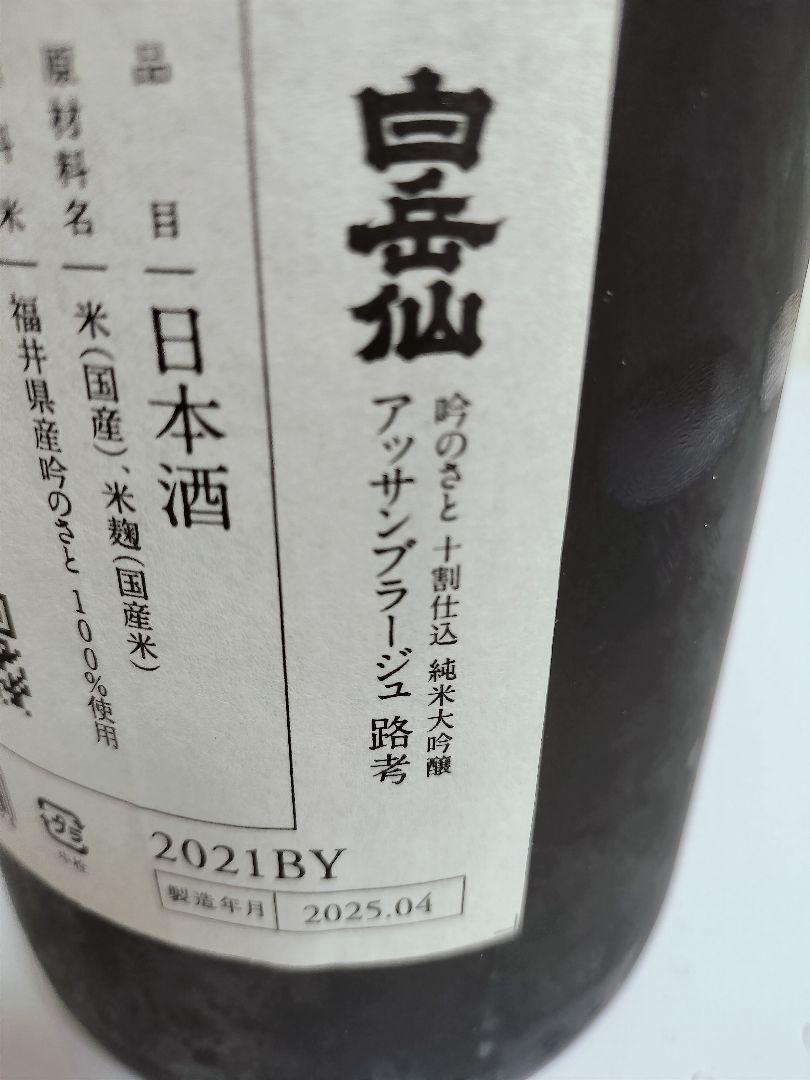 白岳仙
吟のさと 十割仕込 純米大吟醸
アッサンブラージュ 路考
品目 日本酒
原材料名 米(国産)、米麹(国産米)
福井県産吟のさと 100%使用
2021BY
製造年月 2025.04